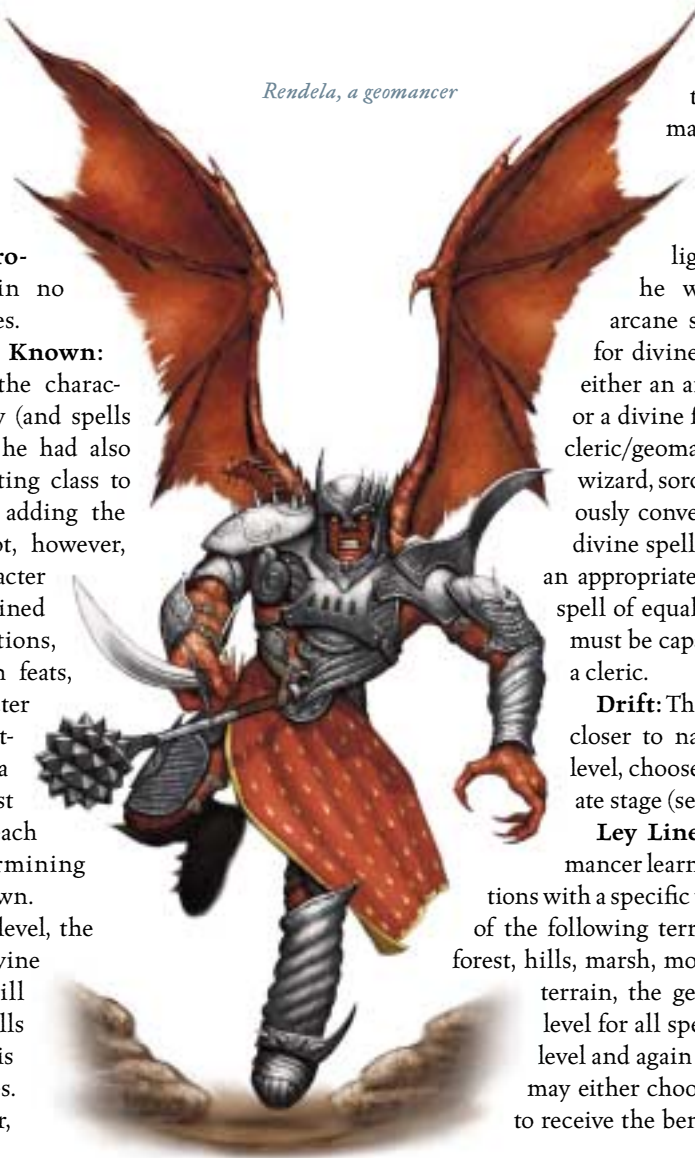 Rendela, a geomancer
ro-
in no
es.
Known:
the charac-
y (and spells
he had also
ting class to
adding the
ot, however,
acter
ined
tions,
n feats,
ter
t-
a
st
ach
rmining
wn.
level, the
vine
ill
lls
is
s.
r,
t
ma
lig
he w
arcane s
for divine
either an a
or a divine f
cleric/geoma
wizard, sorc
ously conve
divine spell
an appropriate
spell of equal
must be cap
a cleric.
Drift: Th
closer to na
level, choose
ate stage (se
Ley Line
mancer learn
tions with a specific
of the following terr
forest, hills, marsh, mo
terrain, the ge
level for all spe
level and again
may either choo
to receive the ben